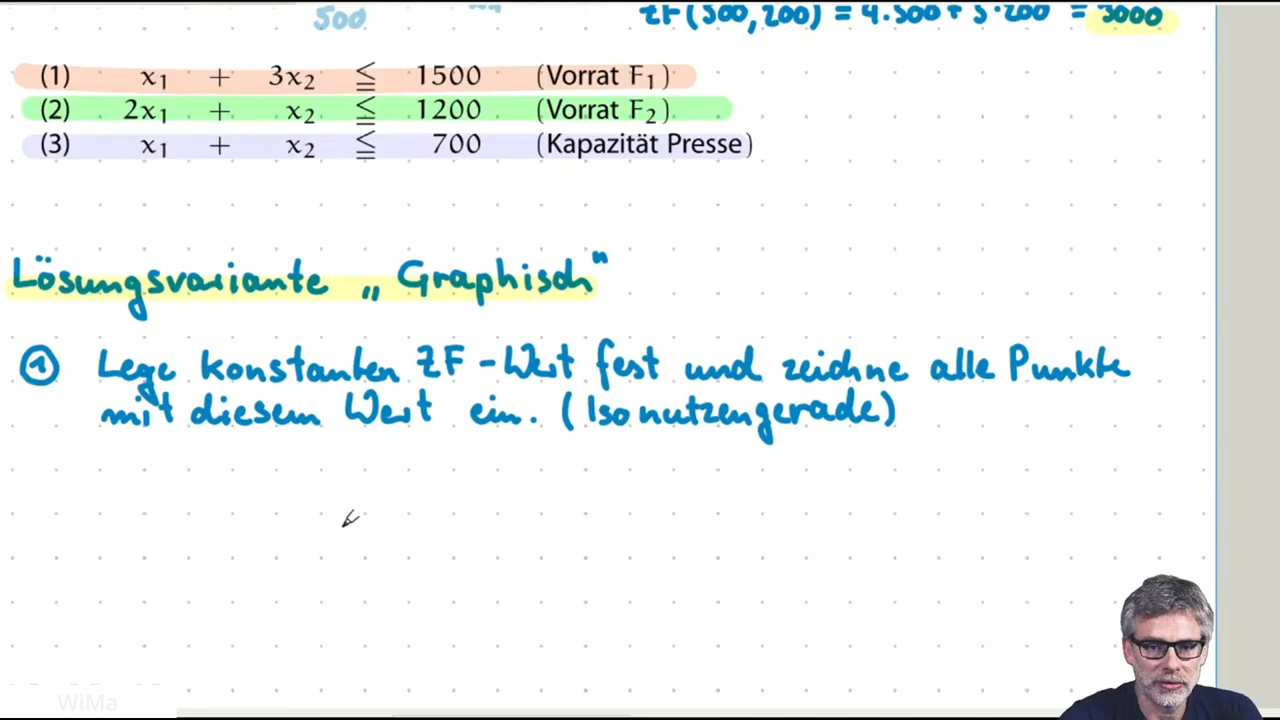 500
ZF(500,200) = 4·500 + 5·200 = 3000
(1) x₁ + 3x₂ ≦ 1500 (Vorrat F₁)
(2) 2x₁ + x₂ ≦ 1200 (Vorrat F₂)
(3) x₁ + x₂ ≦ 700 (Kapazität Presse)
Lösungsvariante „Graphisch"
① Lege konstanten ZF-Wert fest und zeichne alle Punkte
mit diesem Wert ein. (Isonutzengerade)
WiMa